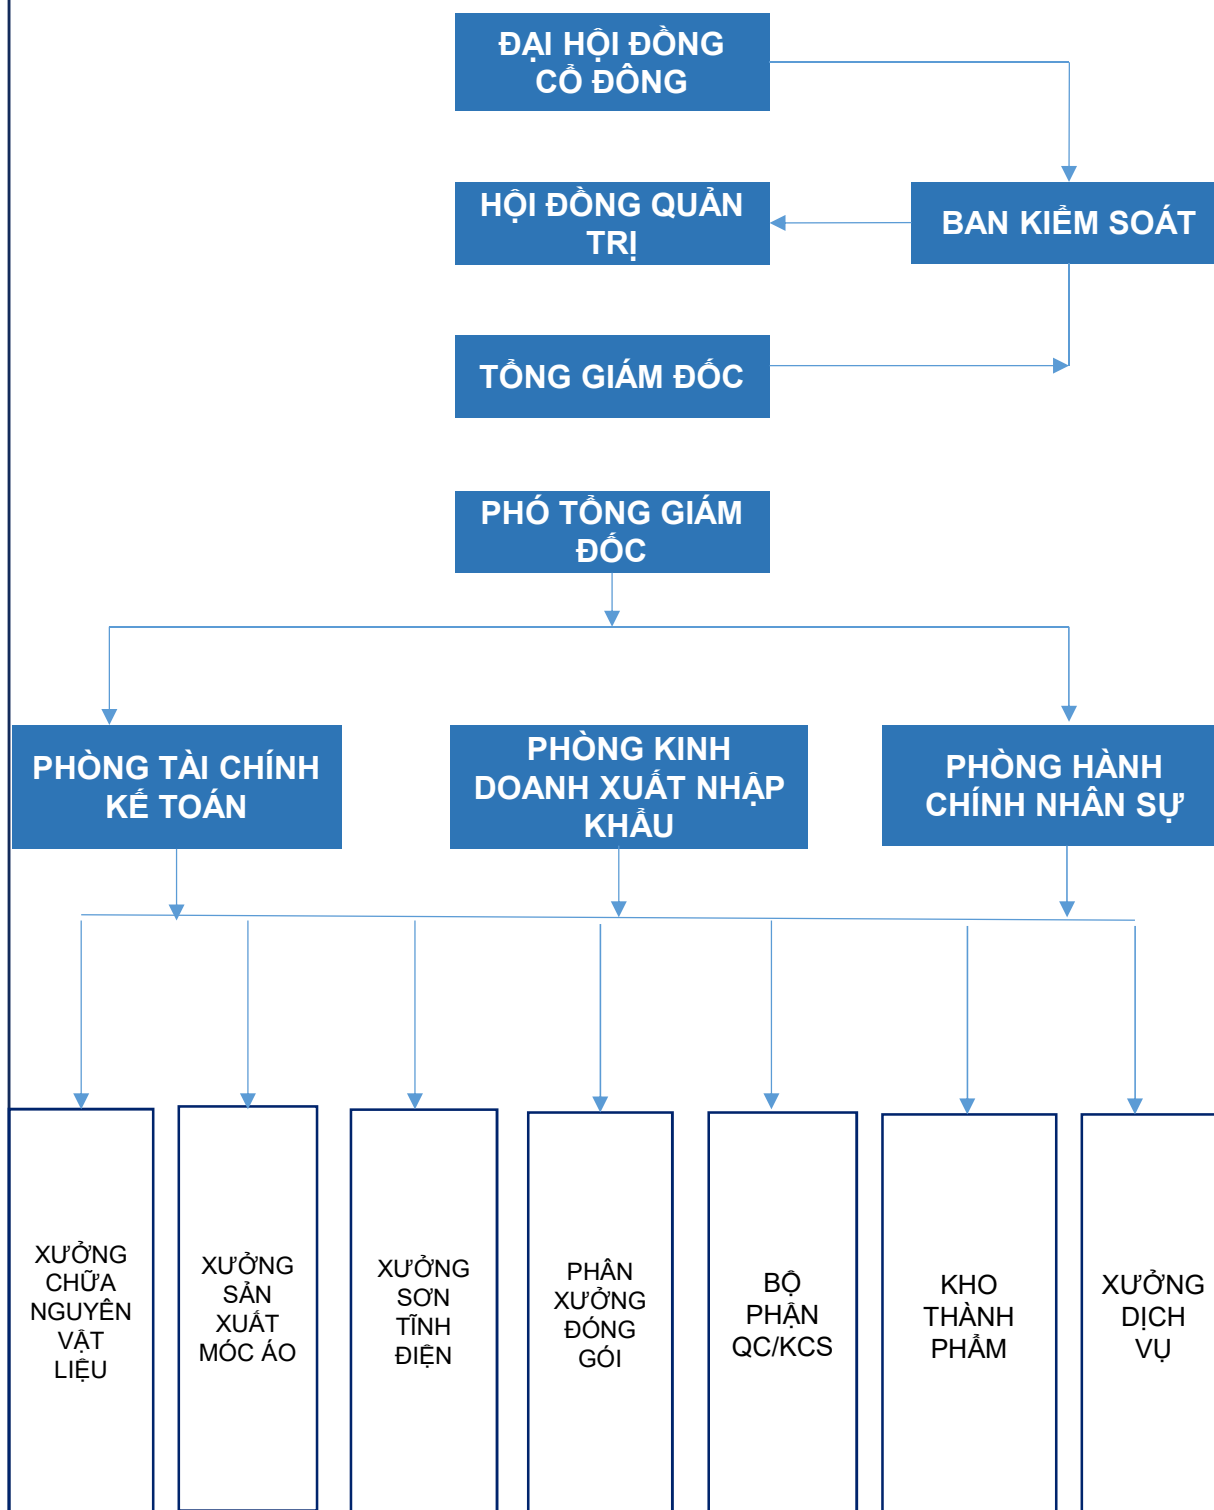 ĐẠI HỘI ĐỒNG
CỔ ĐÔNG
HỘI ĐỒNG QUẢN
TRỊ
BAN KIỂM SOÁT
TỔNG GIÁM ĐỐC
PHÓ TỔNG GIÁM
ĐỐC
PHÒNG TÀI CHÍNH
KẾ TOÁN
PHÒNG KINH
DOANH XUẤT NHẬP
KHẨU
PHÒNG HÀNH
CHÍNH NHÂN SỰ
XƯỞNG
CHỮA
NGUYÊN
VẬT
LIỆU
XƯỞNG
SẢN
XUẤT
MÓC ÁO
XƯỞNG
SƠN
TĨNH
ĐIỆN
PHÂN
XƯỞNG
ĐÓNG
GÓI
BỘ
PHẬN
QC/KCS
KHO
THÀNH
PHẨM
XƯỞNG
DỊCH
VỤ